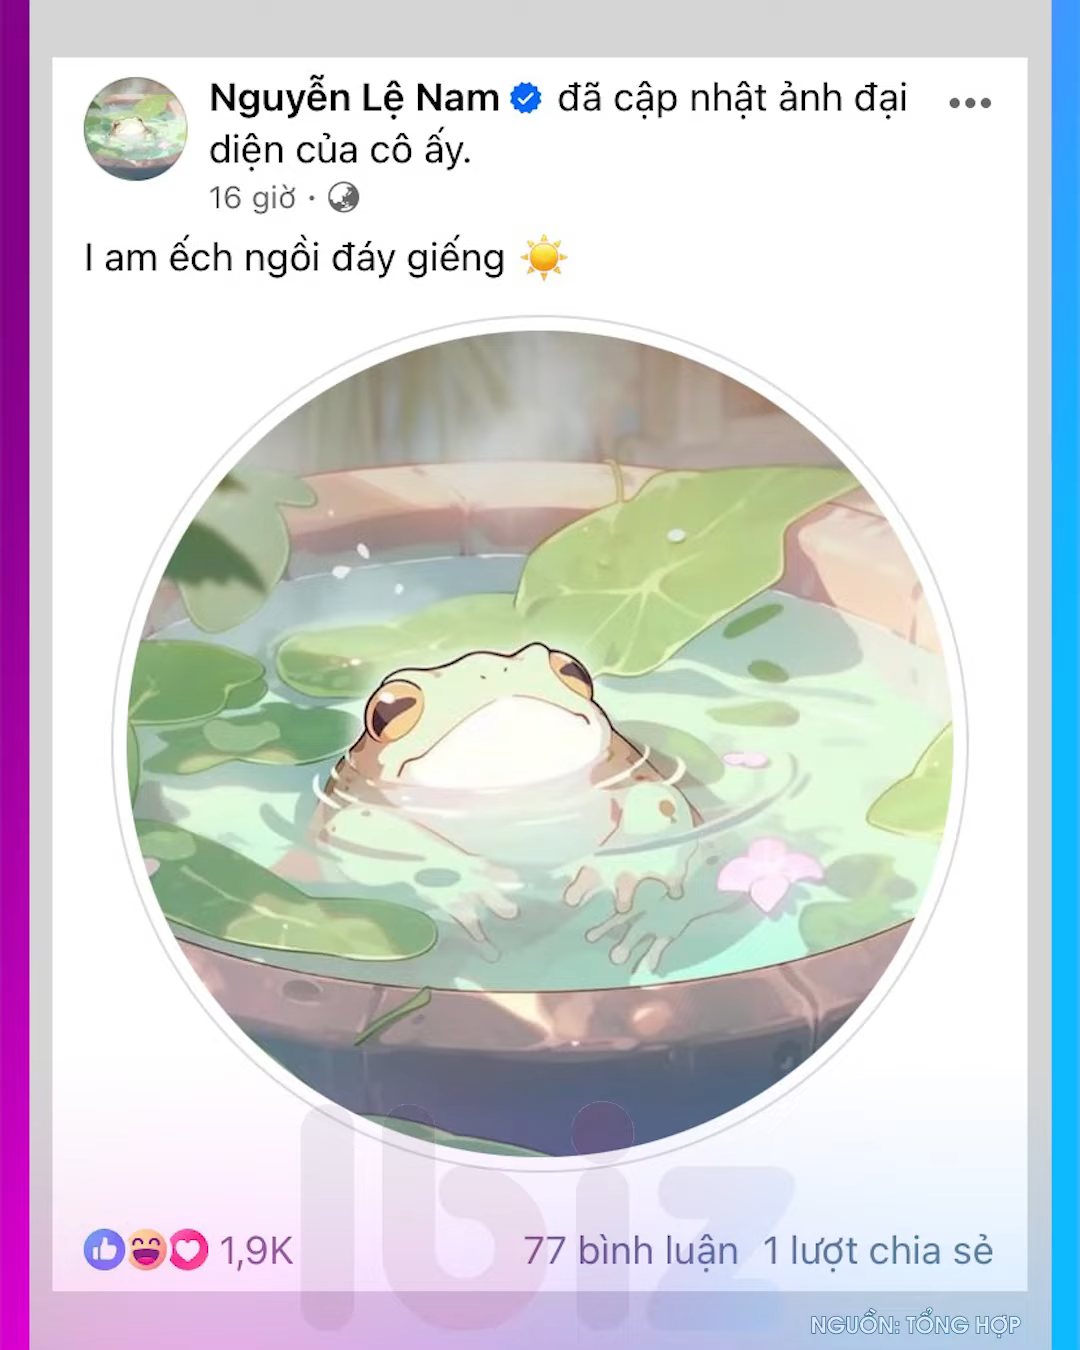 Nguyễn Lệ Nam đã cập nhật ảnh đại
diện của cô ấy.
16 giờ ·
I am ếch ngồi đáy giếng ☀️
1,9K
77 bình luận 1 lượt chia sẻ
lbiz
NGUỒN: TỔNG HỢP